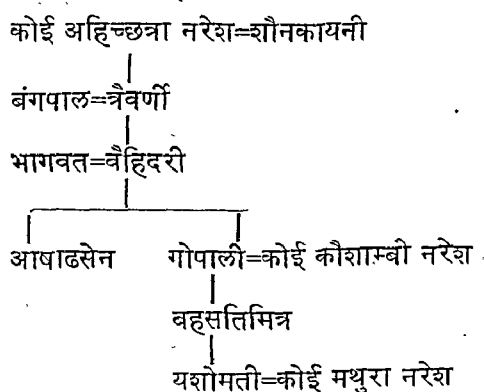 कोई अहिच्छत्रा नरेश=शौनकायनी
बंगपाल=त्रैवर्णी
भागवत=वैहिदरी
आषाढसेन गोपाली=कोई कौशाम्बी नरेश
बहसतिमित्र
यशोमती=कोई मथुरा नरेश